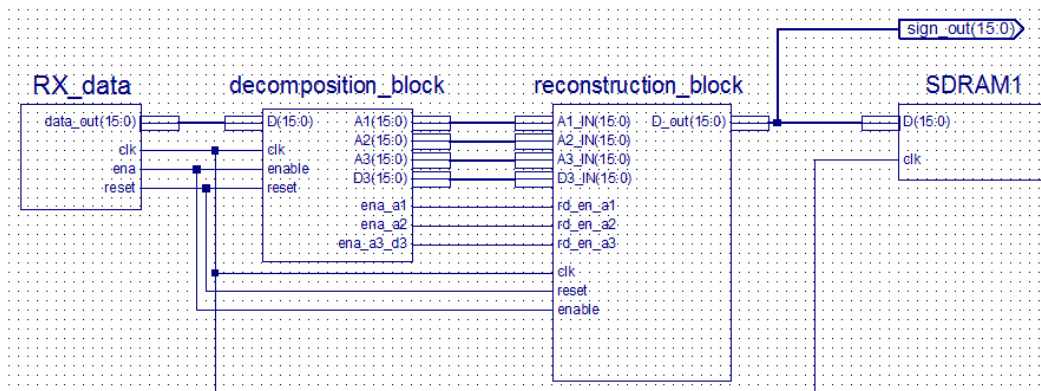 sign_out(15:0)
RX_data
decomposition_block
reconstruction_block
SDRAM1
data_out(15:0)
clk
ena
reset
D(15:0)
clk
enable
reset
A1(15:0)
A2(15:0)
A3(15:0)
D3(15:0)
ena_a1
ena_a2
ena_a3_d3
A1_IN(15:0)
A2_IN(15:0)
A3_IN(15:0)
D3_IN(15:0)
rd_en_a1
rd_en_a2
rd_en_a3
clk
reset
enable
D_out(15:0)
D(15:0)
clk